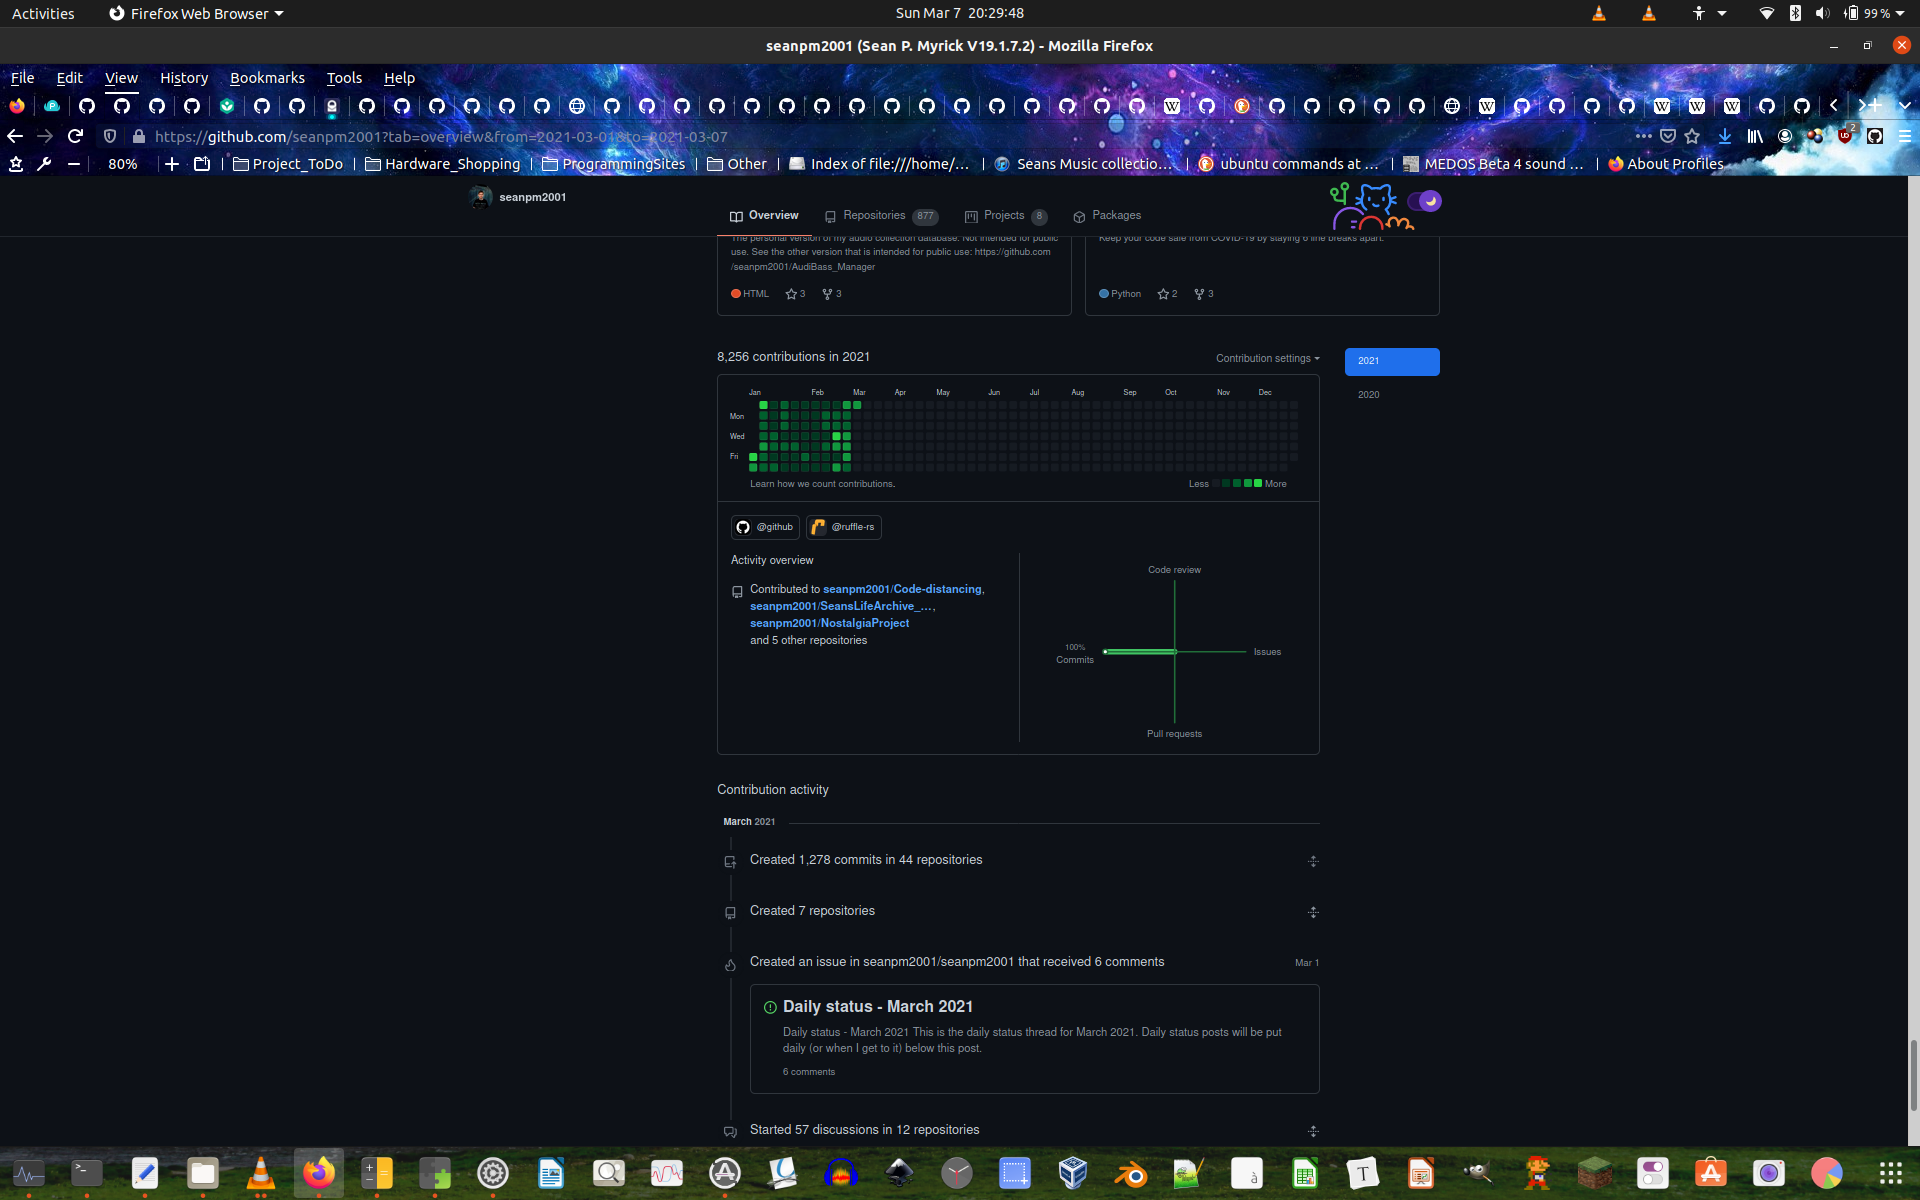 Activities
Firefox Web Browser
Sun Mar 7 20:29:48
99 %
seanpm2001 (Sean P. Myrick V19.1.7.2) - Mozilla Firefox
File Edit View History Bookmarks Tools Help
https://github.com/seanpm2001?tab=overview&from=2021-03-01&to=2021-03-07
2
80%
Project_ToDo
Hardware_Shopping
ProgrammingSites
Other
Index of file:///home/...
Seans Music collectio...
ubuntu commands at ...
MEDOS Beta 4 sound ...
About Profiles
seanpm2001
Overview
Repositories 877
Projects 8
Packages
The personal version of my audio collection database. Not intended for public
use. See the other version that is intended for public use: https://github.com
/seanpm2001/AudiBass_Manager
HTML 3 3
Keep your code safe from COVID-19 by staying 6 line breaks apart.
Python 2 3
8,256 contributions in 2021
Contribution settings
2021
2020
Jan Feb Mar Apr May Jun Jul Aug Sep Oct Nov Dec
Mon
Wed
Fri
Learn how we count contributions.
Less More
@github
@ruffle-rs
Activity overview
Contributed to seanpm2001/Code-distancing,
seanpm2001/SeansLifeArchive_...,
seanpm2001/NostalgiaProject
and 5 other repositories
Code review
100%
Commits
Issues
Pull requests
Contribution activity
March 2021
Created 1,278 commits in 44 repositories
Created 7 repositories
Created an issue in seanpm2001/seanpm2001 that received 6 comments
Mar 1
Daily status - March 2021
Daily status - March 2021 This is the daily status thread for March 2021. Daily status posts will be put
daily (or when I get to it) below this post.
6 comments
Started 57 discussions in 12 repositories